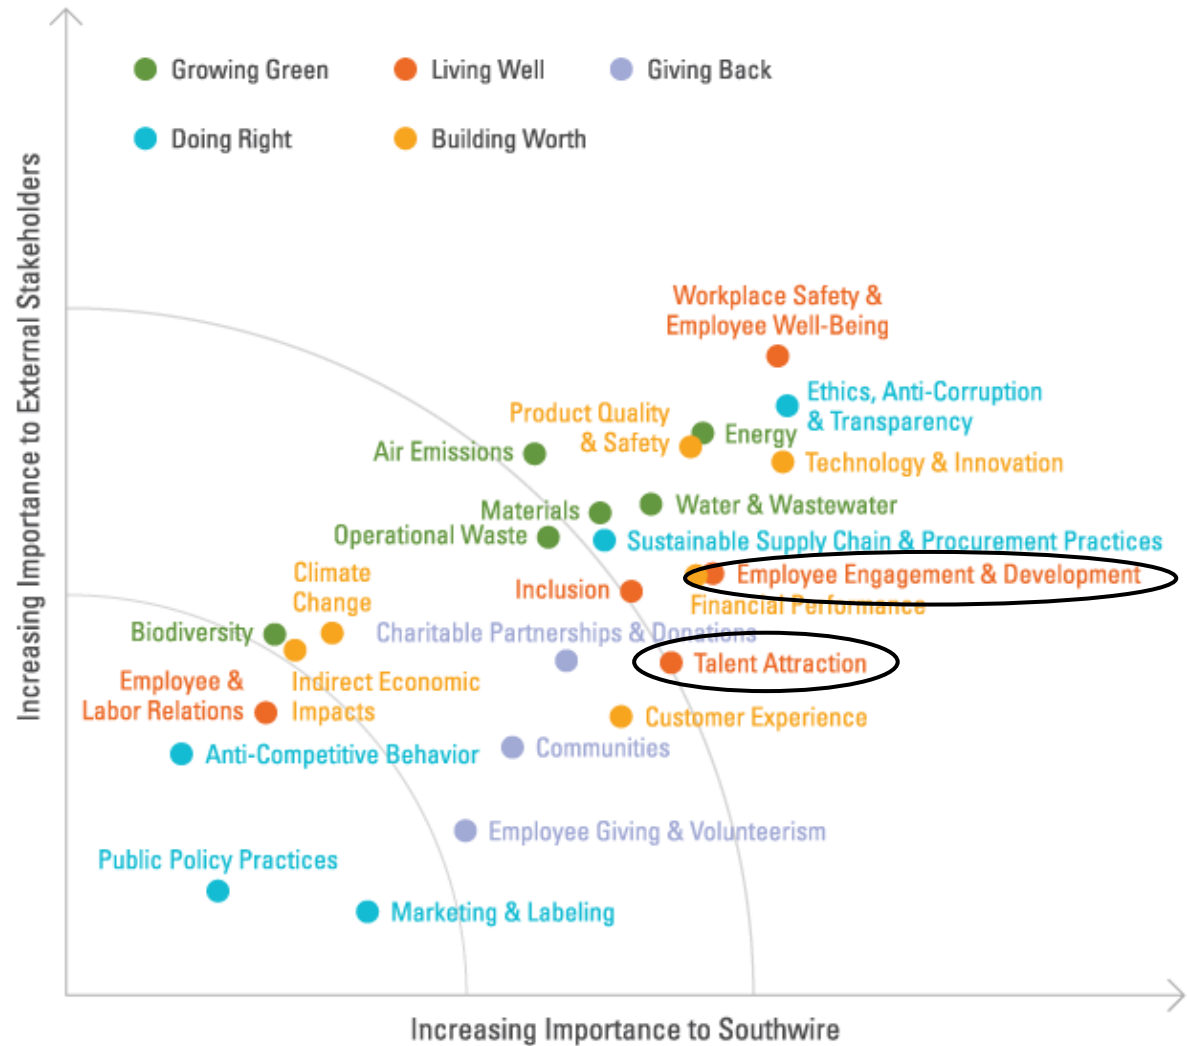 Growing Green
Living Well
Giving Back
Doing Right
Building Worth
Increasing Importance to External Stakeholders
Workplace Safety &
Employee Well-Being
Ethics, Anti-Corruption
& Transparency
Product Quality
& Safety
Energy
Air Emissions
Technology & Innovation
Materials
Water & Wastewater
Operational Waste
Sustainable Supply Chain & Procurement Practices
Climate
Change
Inclusion
Employee Engagement & Development
Financial Performance
Biodiversity
Charitable Partnerships & Donations
Talent Attraction
Employee &
Labor Relations
Indirect Economic
Impacts
Customer Experience
Anti-Competitive Behavior
Communities
Employee Giving & Volunteerism
Public Policy Practices
Marketing & Labeling
Increasing Importance to Southwire